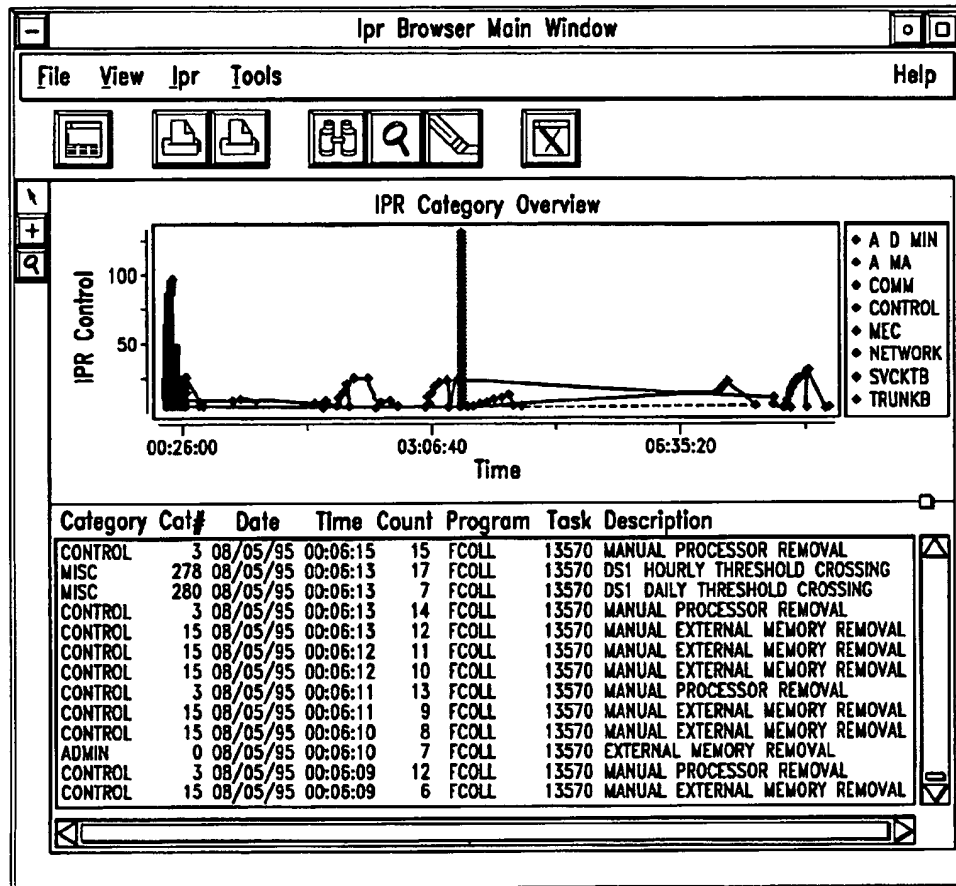 Ipr Browser Main Window
File View Ipr Tools Help
IPR Category Overview
IPR Control
100
50
00:26:00 03:06:40 06:35:20
Time
A D MIN
A MA
COMM
CONTROL
MEC
NETWORK
SVCKTB
TRUNKB
Category Cat# Date Time Count Program Task Description
CONTROL 3 08/05/95 00:06:15 15 FCOLL 13570 MANUAL PROCESSOR REMOVAL
MISC 278 08/05/95 00:06:13 17 FCOLL 13570 DS1 HOURLY THRESHOLD CROSSING
MISC 280 08/05/95 00:06:13 7 FCOLL 13570 DS1 DAILY THRESHOLD CROSSING
CONTROL 3 08/05/95 00:06:13 14 FCOLL 13570 MANUAL PROCESSOR REMOVAL
CONTROL 15 08/05/95 00:06:13 12 FCOLL 13570 MANUAL EXTERNAL MEMORY REMOVAL
CONTROL 15 08/05/95 00:06:12 11 FCOLL 13570 MANUAL EXTERNAL MEMORY REMOVAL
CONTROL 15 08/05/95 00:06:12 10 FCOLL 13570 MANUAL EXTERNAL MEMORY REMOVAL
CONTROL 3 08/05/95 00:06:11 13 FCOLL 13570 MANUAL PROCESSOR REMOVAL
CONTROL 15 08/05/95 00:06:11 9 FCOLL 13570 MANUAL EXTERNAL MEMORY REMOVAL
CONTROL 15 08/05/95 00:06:10 8 FCOLL 13570 MANUAL EXTERNAL MEMORY REMOVAL
ADMIN 0 08/05/95 00:06:10 7 FCOLL 13570 EXTERNAL MEMORY REMOVAL
CONTROL 3 08/05/95 00:06:09 12 FCOLL 13570 MANUAL PROCESSOR REMOVAL
CONTROL 15 08/05/95 00:06:09 6 FCOLL 13570 MANUAL EXTERNAL MEMORY REMOVAL